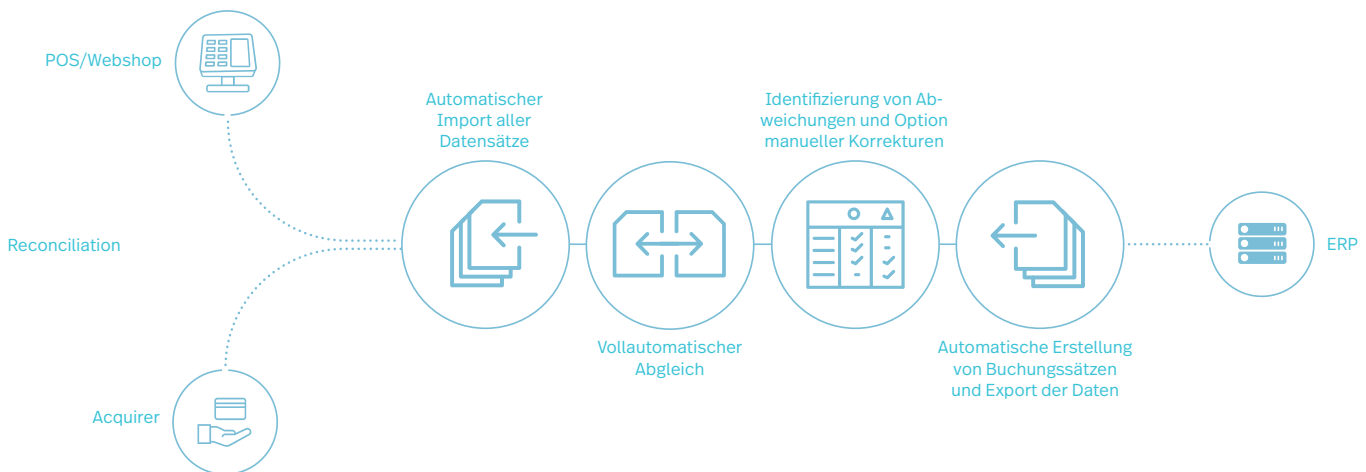 POS/Webshop
Automatischer
Import aller
Datensätze
Identifizierung von Ab-
weichungen und Option
manueller Korrekturen
Reconciliation
ERP
Vollautomatischer
Abgleich
Automatische Erstellung
von Buchungssätzen
und Export der Daten
Acquirer